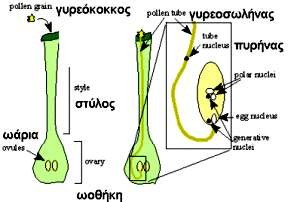 pollen grain γυρεόκοκκος
pollen tube γυρεοσωλήνας
tube nucleus
πυρήνας
polar nuclei
style
στύλος
egg nucleus
generative nuclei
ωάρια
ovules
ovary
ωοθήκη